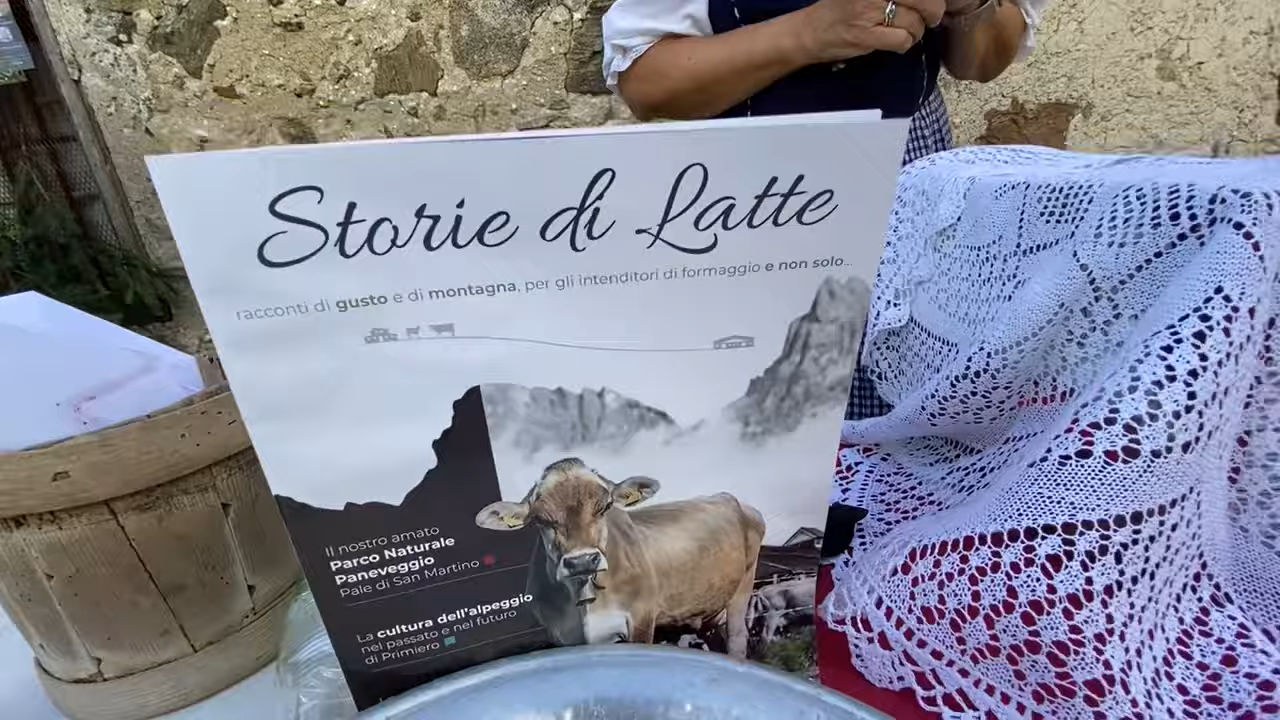 Storie di Latte
racconti di gusto e di montagna, per gli intenditori di formaggio e non solo...
Il nostro amato
Parco Naturale
Paneveggio
Pale di San Martino
La cultura dell'alpeggio
nel passato e nel futuro
di Primiero